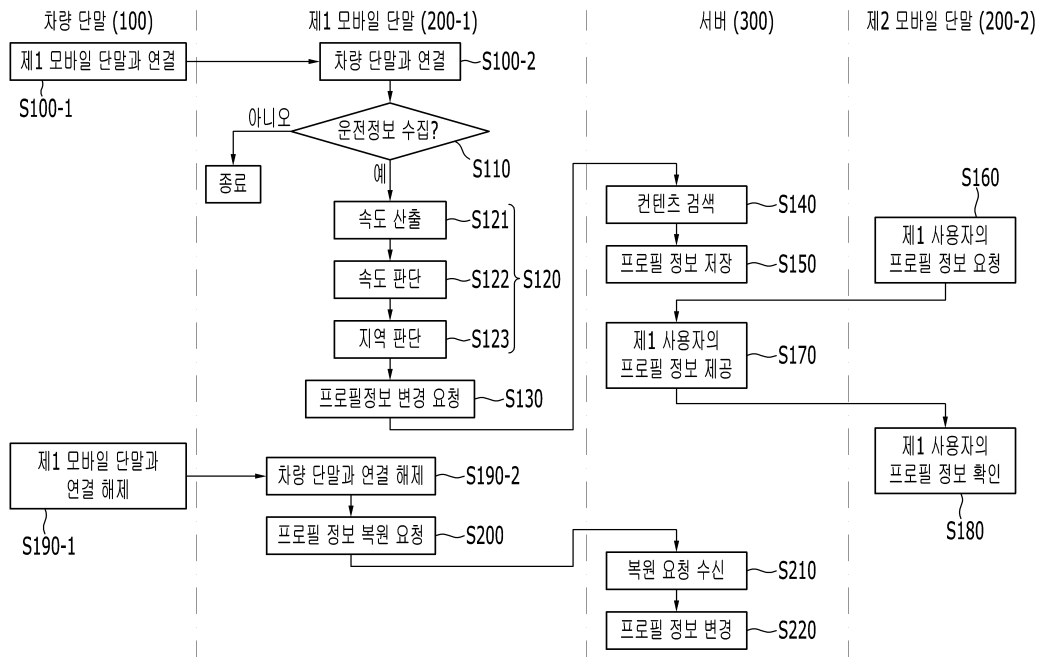 차량 단말 (100)
제1 모바일 단말 (200-1)
서버 (300)
제2 모바일 단말 (200-2)
제1 모바일 단말과 연결
S100-1
차량 단말과 연결
S100-2
운전정보 수집?
S110
아니오
종료
예
속도 산출
S121
속도 판단
S122
지역 판단
S123
S120
프로필정보 변경 요청
S130
컨텐츠 검색
S140
프로필 정보 저장
S150
S160
제1 사용자의
프로필 정보 요청
제1 사용자의
프로필 정보 제공
S170
제1 사용자의
프로필 정보 확인
S180
제1 모바일 단말과
연결 해제
S190-1
차량 단말과 연결 해제
S190-2
프로필 정보 복원 요청
S200
복원 요청 수신
S210
프로필 정보 변경
S220